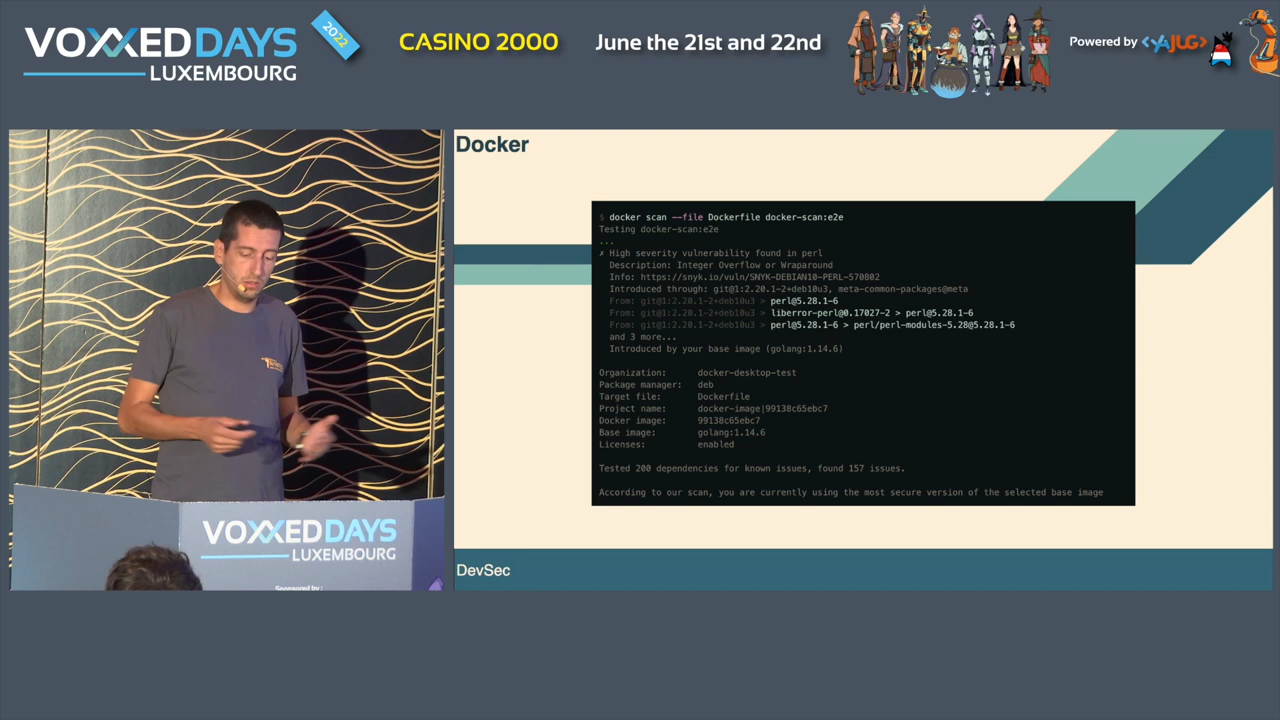 VOXXED DAYS
LUXEMBOURG
2022
CASINO 2000
June the 21st and 22nd
Powered by <YAJUG>
Docker
$ docker scan --file Dockerfile docker-scan:e2e
Testing docker-scan:e2e
...
✗ High severity vulnerability found in perl
Description: Integer Overflow or Wraparound
Info: https://snyk.io/vuln/SNYK-DEBIAN10-PERL-570802
Introduced through: git@1:2.20.1-2+deb10u3, meta-common-packages@meta
From: git@1:2.20.1-2+deb10u3 > perl@5.28.1-6
From: git@1:2.20.1-2+deb10u3 > liberror-perl@0.17027-2 > perl@5.28.1-6
From: git@1:2.20.1-2+deb10u3 > perl@5.28.1-6 > perl/perl-modules-5.28@5.28.1-6
and 3 more...
Introduced by your base image (golang:1.14.6)
Organization: docker-desktop-test
Package manager: deb
Target file: Dockerfile
Project name: docker-image|99138c65ebc7
Docker image: 99138c65ebc7
Base image: golang:1.14.6
Licenses: enabled
Tested 200 dependencies for known issues, found 157 issues.
According to our scan, you are currently using the most secure version of the selected base image
DevSec
VOXXED DAYS
LUXEMBOURG
Sponsored by :